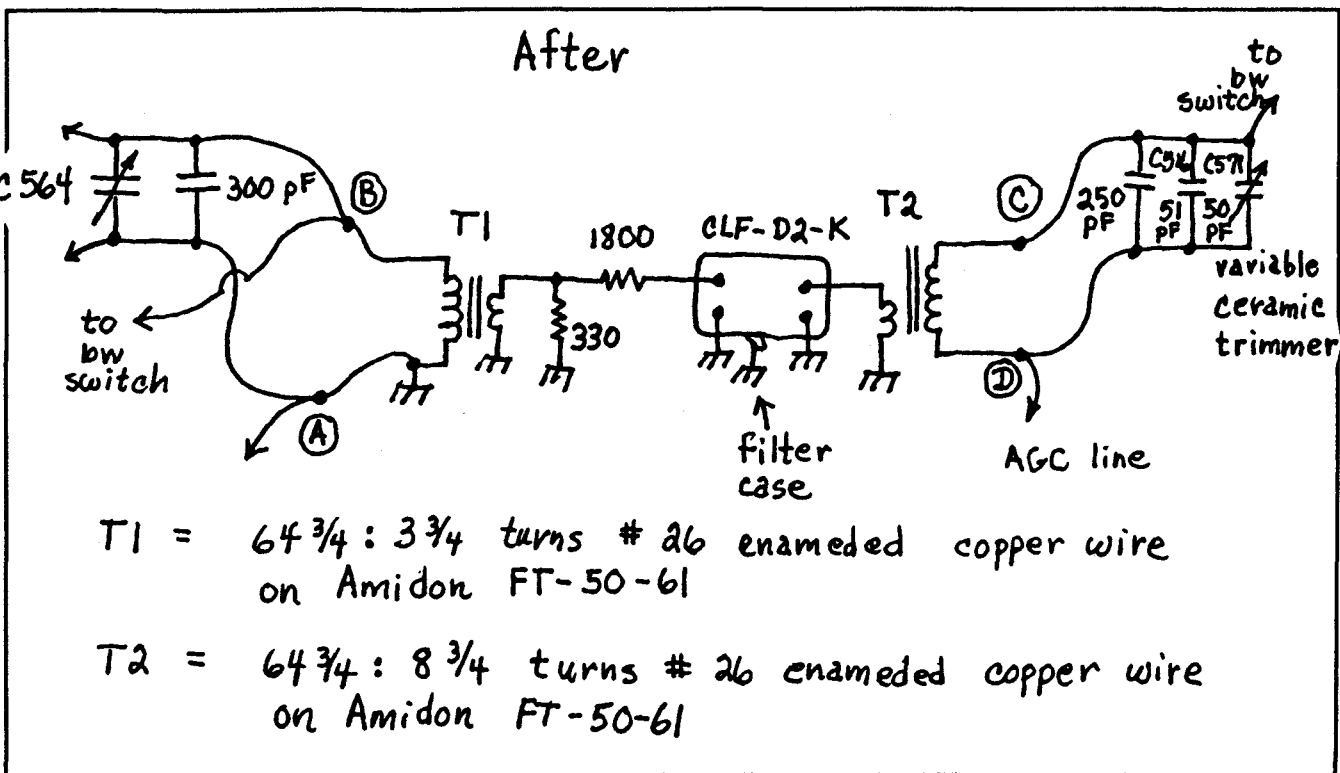 After
to
bw
switch
C564
300 pF
B
T1
1800
CLF-D2-K
T2
C
250
pF
C516
51
pF
C571
50
pF
330
variable
ceramic
trimmer
to
bw
switch
A
D
filter
case
AGC line
T1 = 64 3/4 : 3 3/4 turns # 26 enameded copper wire
on Amidon FT-50-61
T2 = 64 3/4 : 8 3/4 turns # 26 enameded copper wire
on Amidon FT-50-61